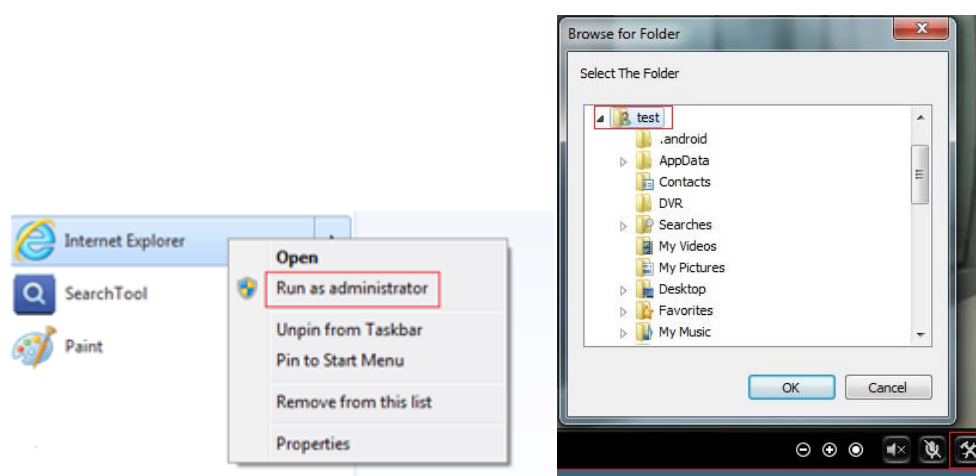 Internet Explorer
SearchTool
Paint
Open
Run as administrator
Unpin from Taskbar
Pin to Start Menu
Remove from this list
Properties
Browse for Folder
Select The Folder
test
.android
AppData
Contacts
DVR
Searches
My Videos
My Pictures
Desktop
Favorites
My Music
OK
Cancel